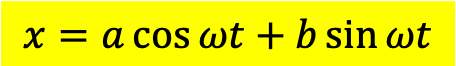 x = a cos ωt + b sin ωt